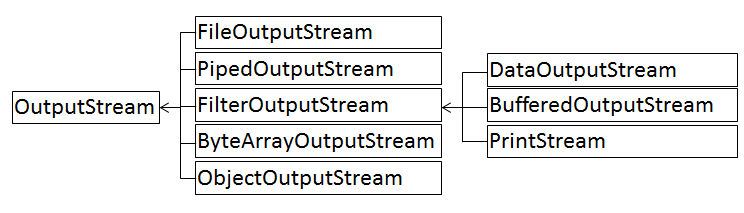 OutputStream
FileOutputStream
PipedOutputStream
FilterOutputStream
ByteArrayOutputStream
ObjectOutputStream
DataOutputStream
BufferedOutputStream
PrintStream